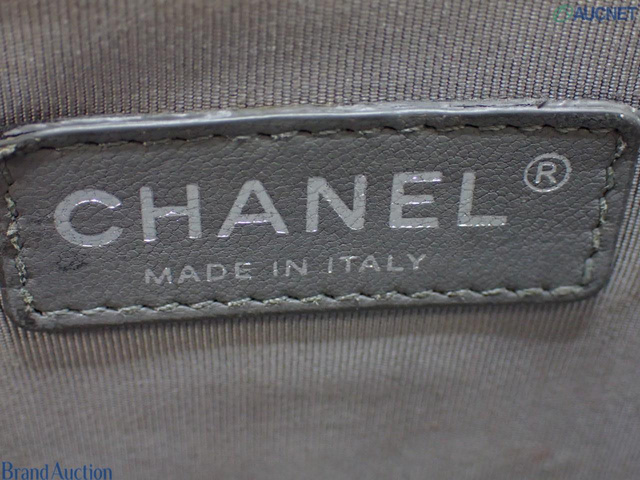 AUCNET
CHANEL®
MADE IN ITALY
Brand Auction